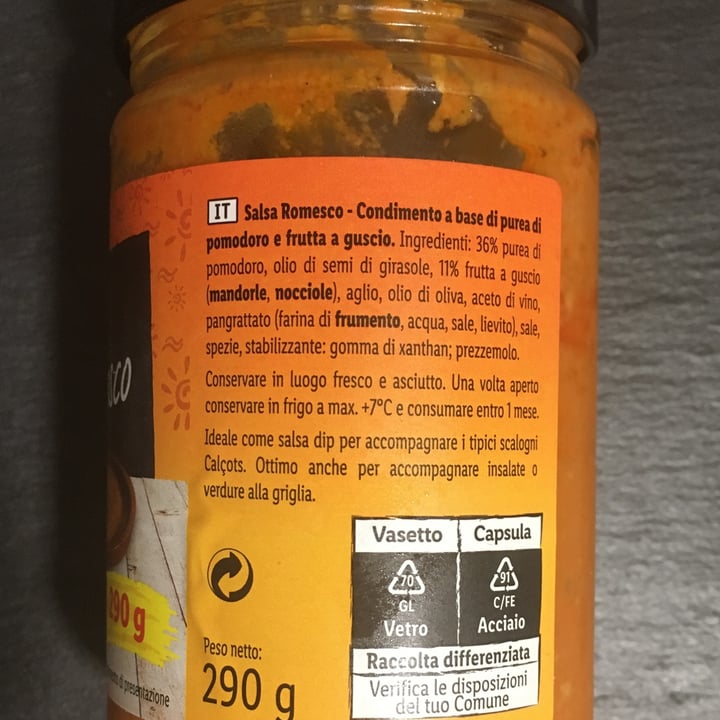 IT Salsa Romesco - Condimento a base di purea di
pomodoro e frutta a guscio. Ingredienti: 36% purea di
pomodoro, olio di semi di girasole, 11% frutta a guscio
(mandorle, nocciole), aglio, olio di oliva, aceto di vino,
pangrattato (farina di frumento, acqua, sale, lievito), sale,
spezie, stabilizzante: gomma di xanthan; prezzemolo.
Conservare in luogo fresco e asciutto. Una volta aperto
conservare in frigo a max. +7°C e consumare entro 1 mese.
Ideale come salsa dip per accompagnare i tipici scalogni
Calçots. Ottimo anche per accompagnare insalate o
verdure alla griglia.
Vasetto Capsula
70 91
GL C/FE
Vetro Acciaio
Raccolta differenziata
Verifica le disposizioni
del tuo Comune
Peso netto:
290 g
290 g
di presentazione